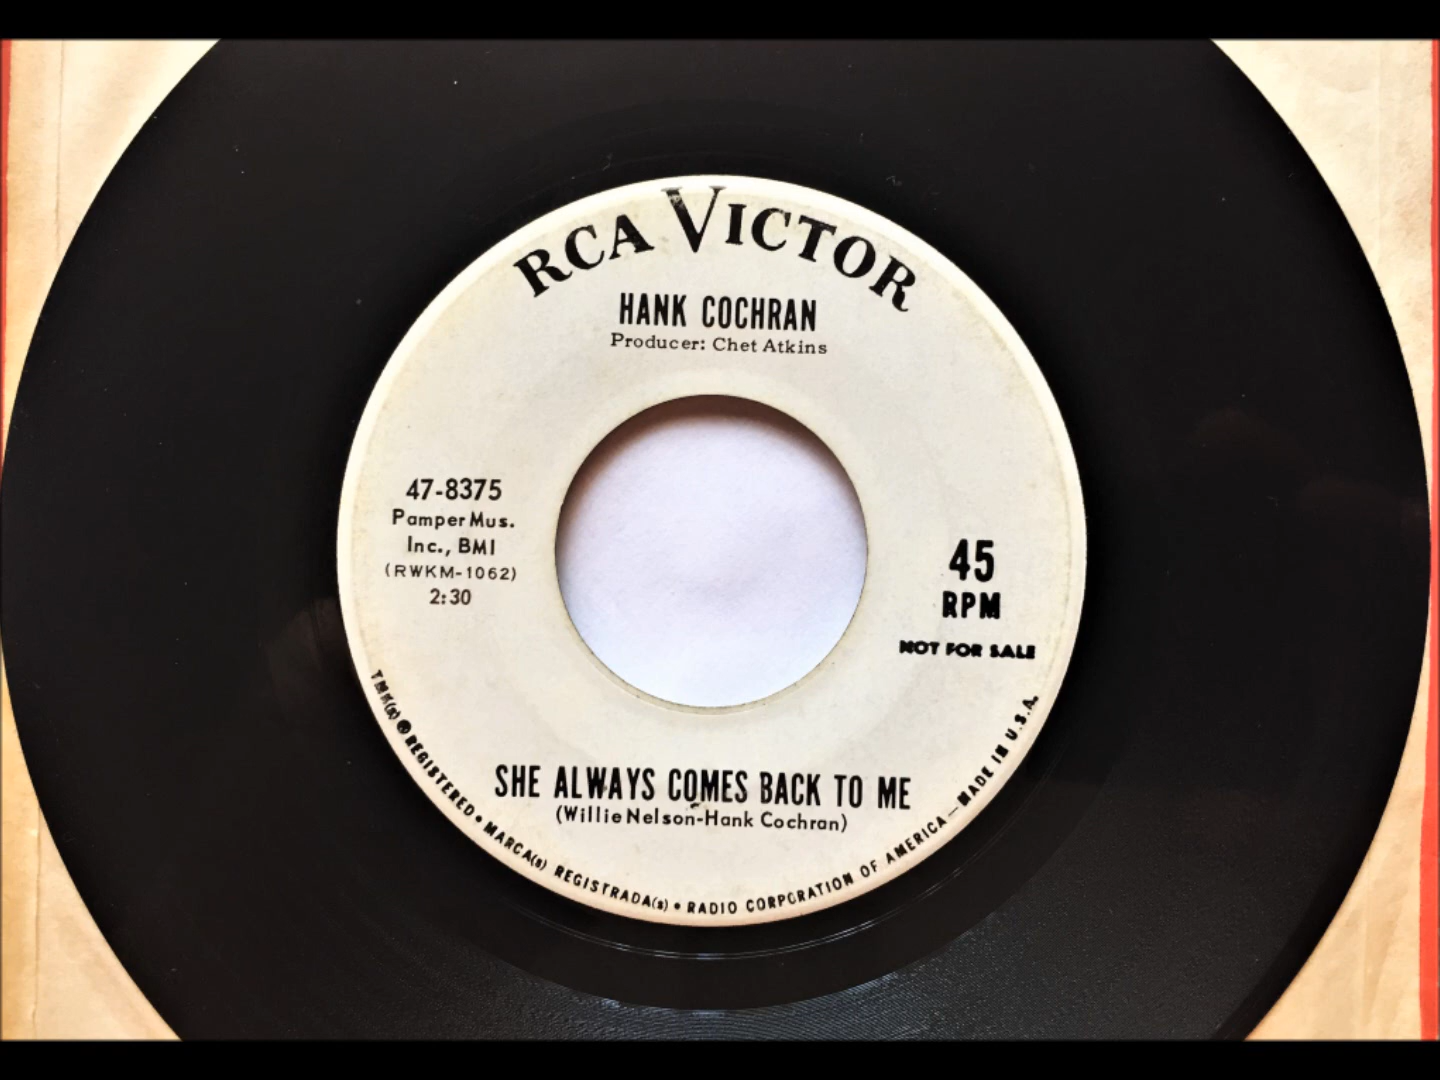 RCA VICTOR
HANK COCHRAN
Producer: Chet Atkins
47-8375
Pamper Mus.
Inc., BMI
(RWKM-1062)
2:30
45
RPM
NOT FOR SALE
SHE ALWAYS COMES BACK TO ME
(Willie Nelson-Hank Cochran)
TMK(s) ® REGISTERED • MARCA(s) REGISTRADA(s) • RADIO CORPORATION OF AMERICA—MADE IN U.S.A.